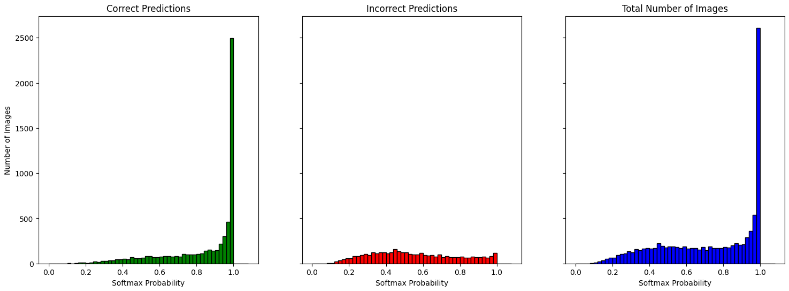 Correct Predictions
Incorrect Predictions
Total Number of Images
Number of Images
2500
2000
1500
1000
500
0
0.0 0.2 0.4 0.6 0.8 1.0
0.0 0.2 0.4 0.6 0.8 1.0
0.0 0.2 0.4 0.6 0.8 1.0
Softmax Probability
Softmax Probability
Softmax Probability